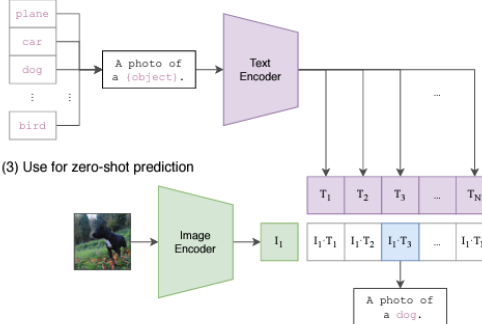 plane
car
dog
⋮ ⋮
bird
A photo of
a {object}.
Text
Encoder
...
(3) Use for zero-shot prediction
T₁ T₂ T₃ ...
Image
Encoder
I₁
I₁·T₁ I₁·T₂ I₁·T₃ ...
A photo of
a dog.